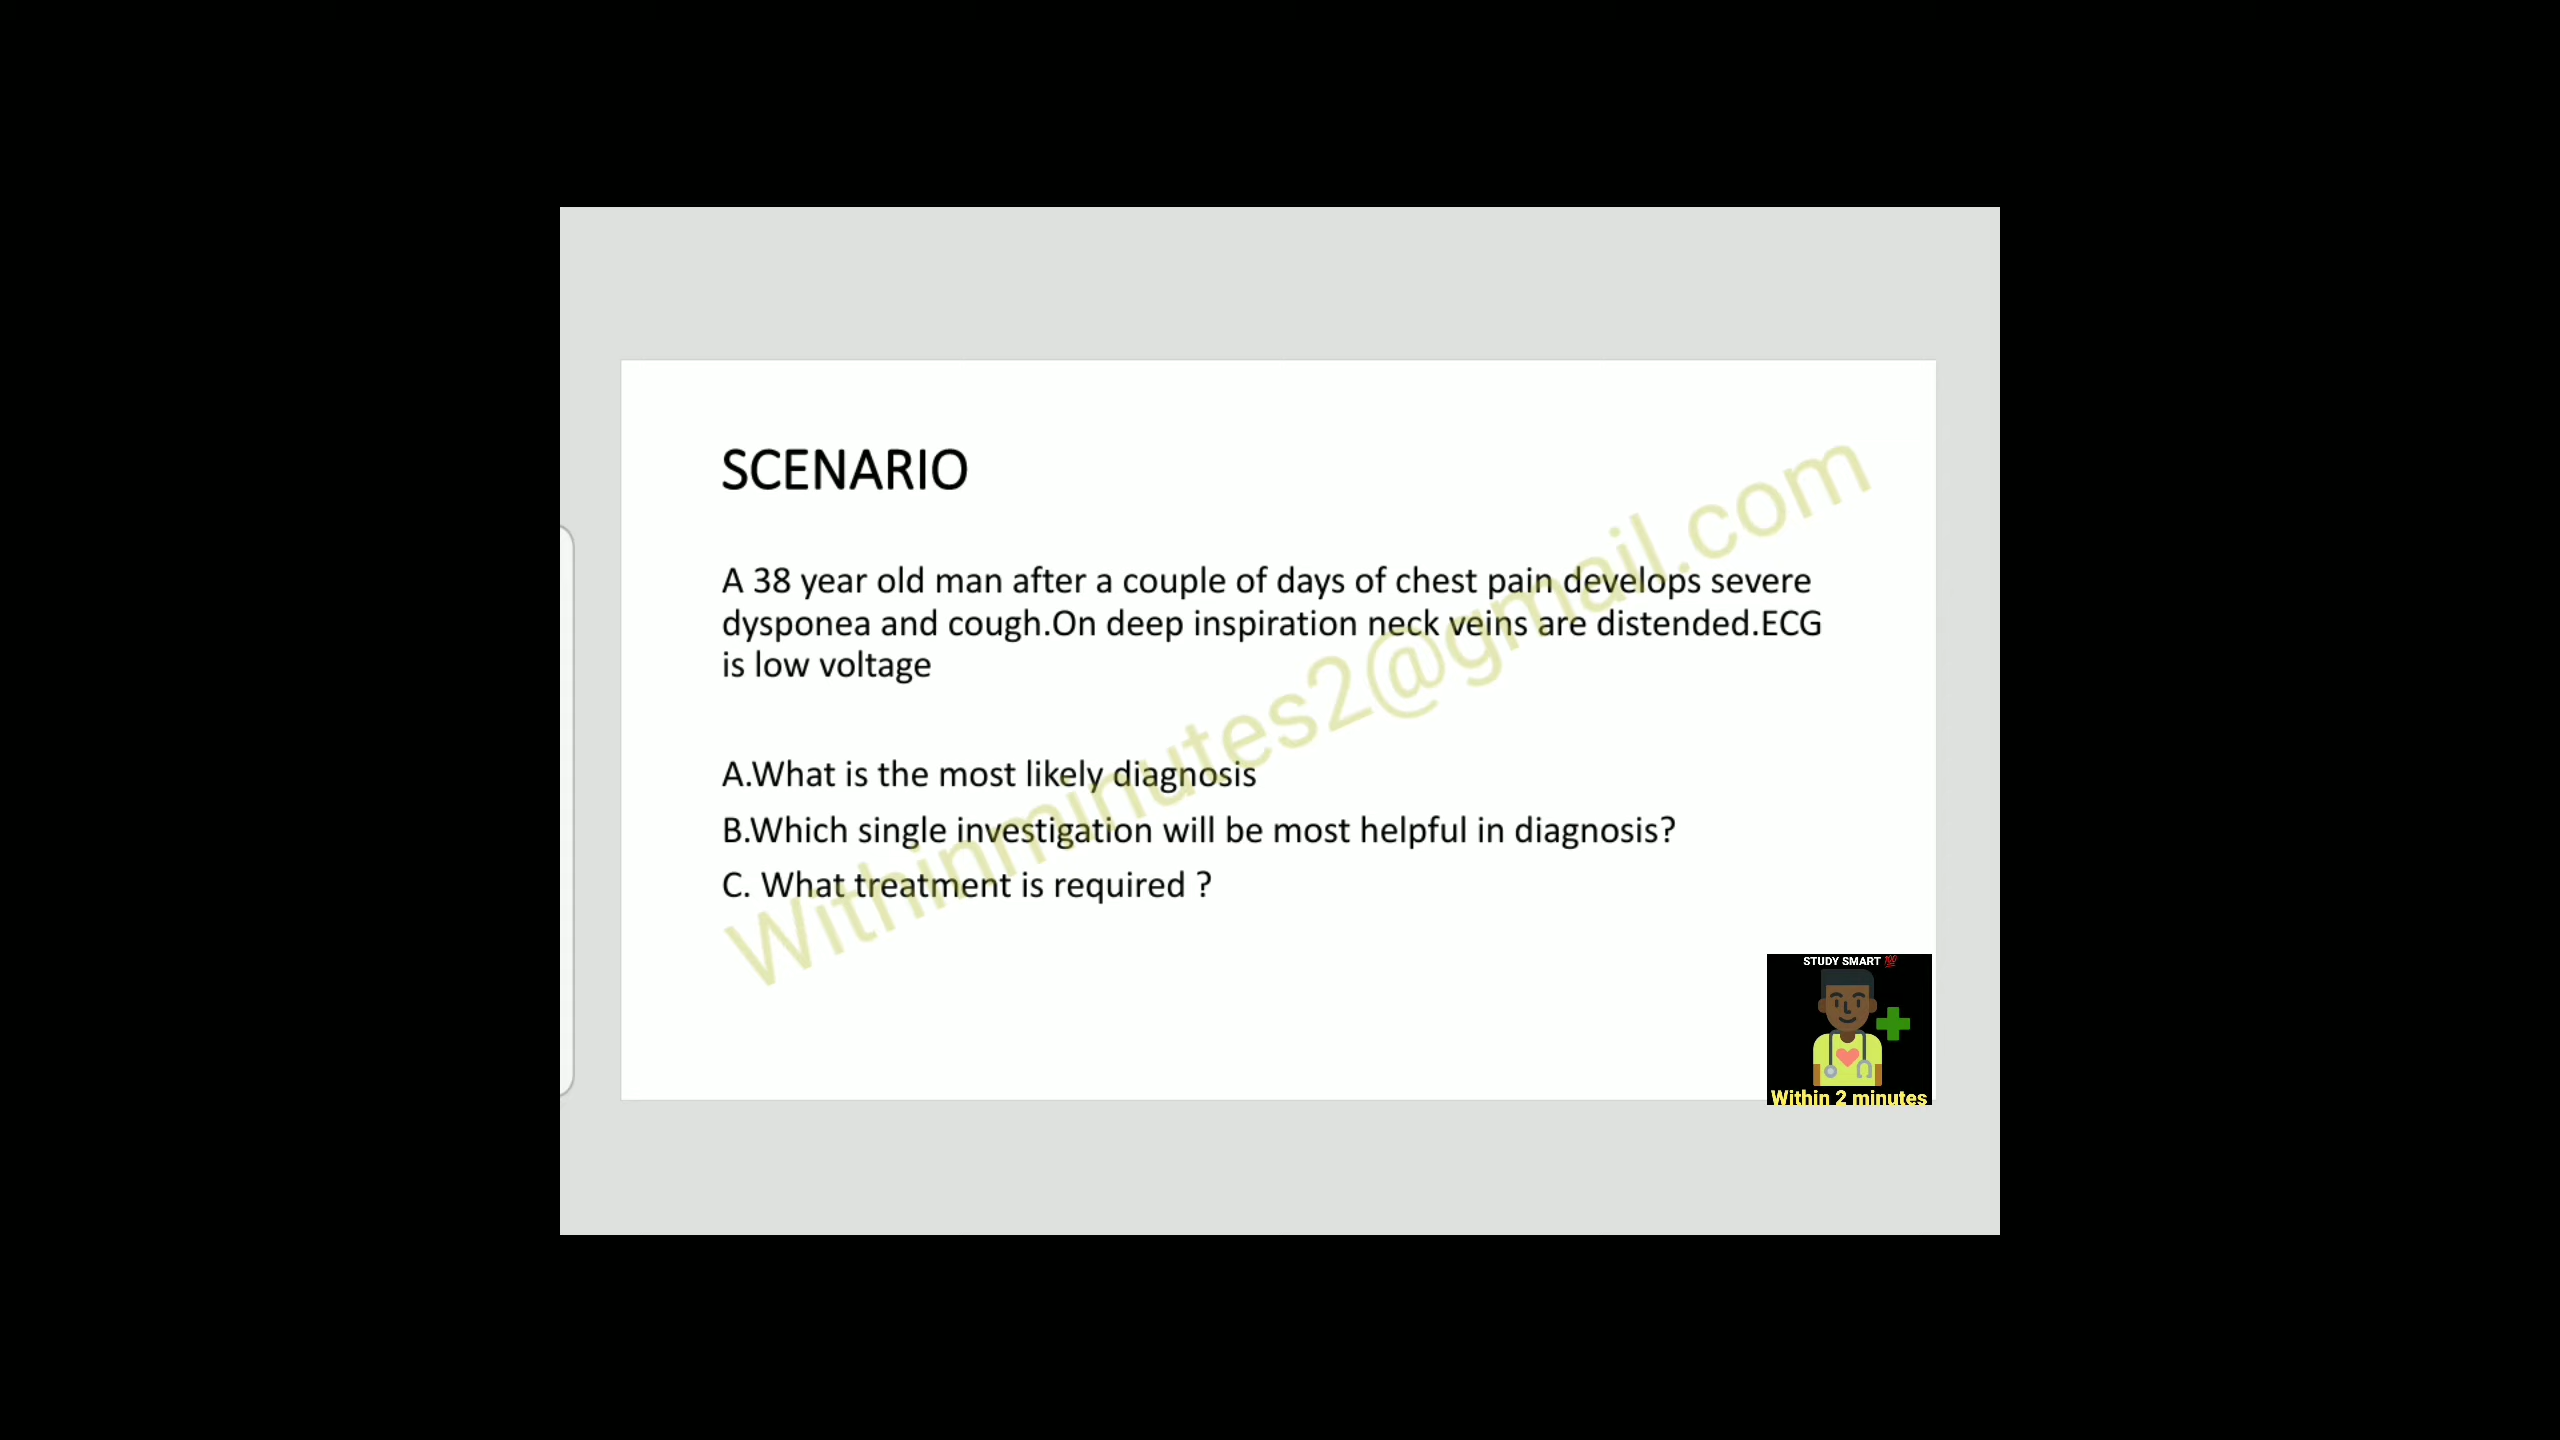 SCENARIO
A 38 year old man after a couple of days of chest pain develops severe
dysponea and cough.On deep inspiration neck veins are distended.ECG
is low voltage
A.What is the most likely diagnosis
B.Which single investigation will be most helpful in diagnosis?
C. What treatment is required ?
Withinminutes2@gmail.com
STUDY SMART 💯
Within 2 minutes